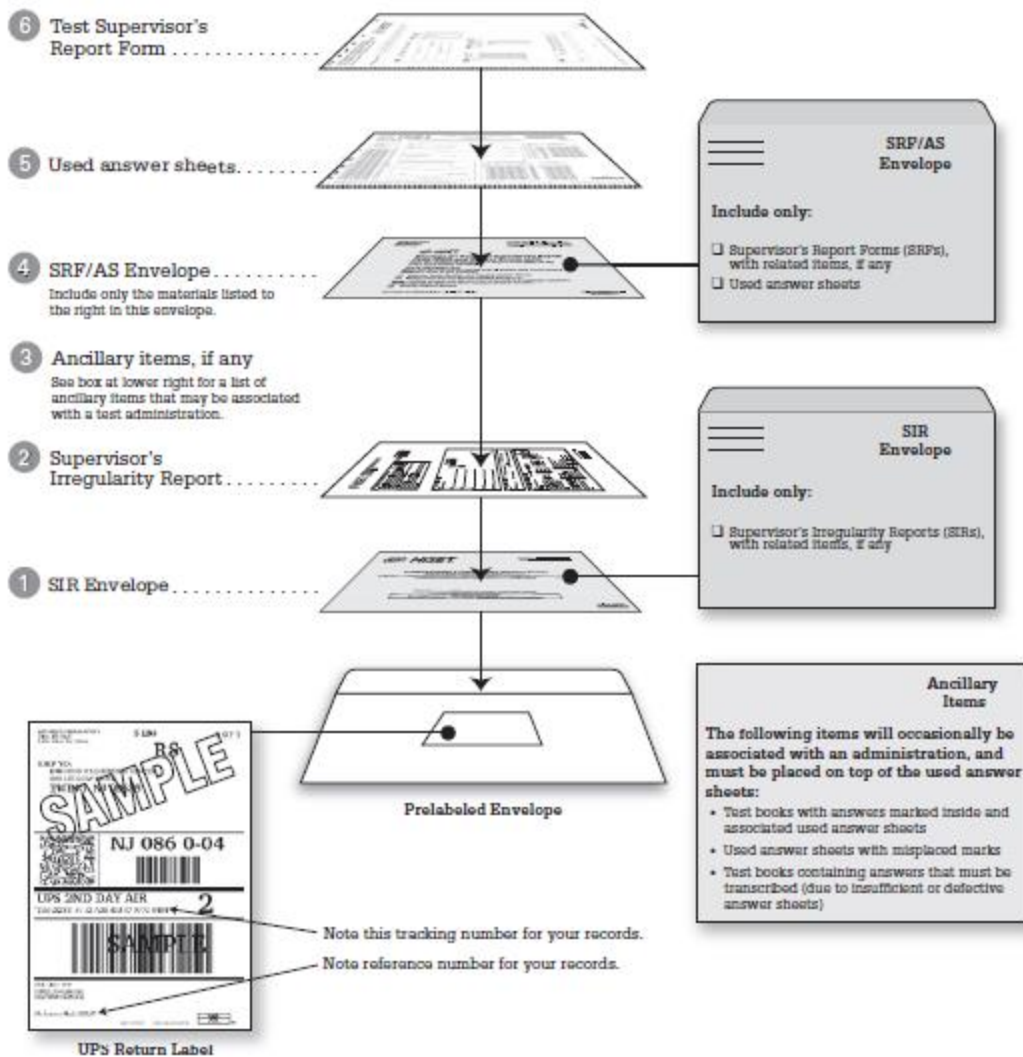 6 Test Supervisor's
Report Form . . . . . . . . . . . . .
5 Used answer sheets. . . . . . . .
4 SRF/AS Envelope . . . . . . . . . .
Include only the materials listed to
the right in this envelope.
3 Ancillary items, if any
See box at lower right for a list of
ancillary items that may be associated
with a test administration.
2 Supervisor's
Irregularity Report . . . . . . . . .
1 SIR Envelope . . . . . . . . . . . . . .
SRF/AS
Envelope
Include only:
❑ Supervisor's Report Forms (SRFs),
with related items, if any
❑ Used answer sheets
SIR
Envelope
Include only:
❑ Supervisor's Irregularity Reports (SIRs),
with related items, if any
HiSET
Prelabeled Envelope
Ancillary
Items
The following items will occasionally be
associated with an administration, and
must be placed on top of the used answer
sheets:
• Test books with answers marked inside and
associated used answer sheets
• Used answer sheets with misplaced marks
• Test books containing answers that must be
transcribed (due to insufficient or defective
answer sheets)
RS
SAMPLE
NJ 086 0-04
UPS 2ND DAY AIR
2
SAMPLE
Note this tracking number for your records.
Note reference number for your records.
UPS Return Label